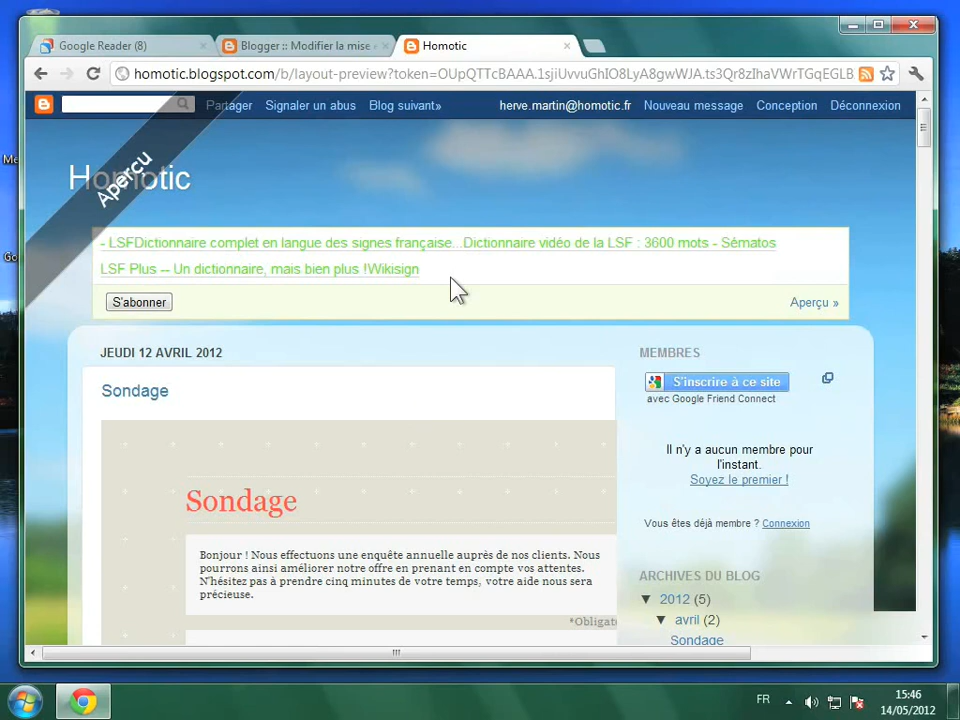 Google Reader (8)
Blogger :: Modifier la mise
Homotic
homotic.blogspot.com/b/layout-preview?token=OUpQTTcBAAA.1sjiUvvuGhIO8LyA8gwWJA.ts3Qr8zIhaVWrTGqEGLB
Partager
Signaler un abus
Blog suivant»
herve.martin@homotic.fr
Nouveau message
Conception
Déconnexion
Aperçu
Homotic
- LSFDictionnaire complet en langue des signes française...Dictionnaire vidéo de la LSF : 3600 mots - Sématos
LSF Plus -- Un dictionnaire, mais bien plus !Wikisign
S'abonner
Aperçu »
JEUDI 12 AVRIL 2012
Sondage
Sondage
Bonjour ! Nous effectuons une enquête annuelle auprès de nos clients. Nous
pourrons ainsi améliorer notre offre en prenant en compte vos attentes.
N'hésitez pas à prendre cinq minutes de votre temps, votre aide nous sera
précieuse.
*Obligato
MEMBRES
S'inscrire à ce site
avec Google Friend Connect
Il n'y a aucun membre pour
l'instant.
Soyez le premier !
Vous êtes déjà membre ? Connexion
ARCHIVES DU BLOG
▼ 2012 (5)
▼ avril (2)
Sondage
FR
15:46
14/05/2012